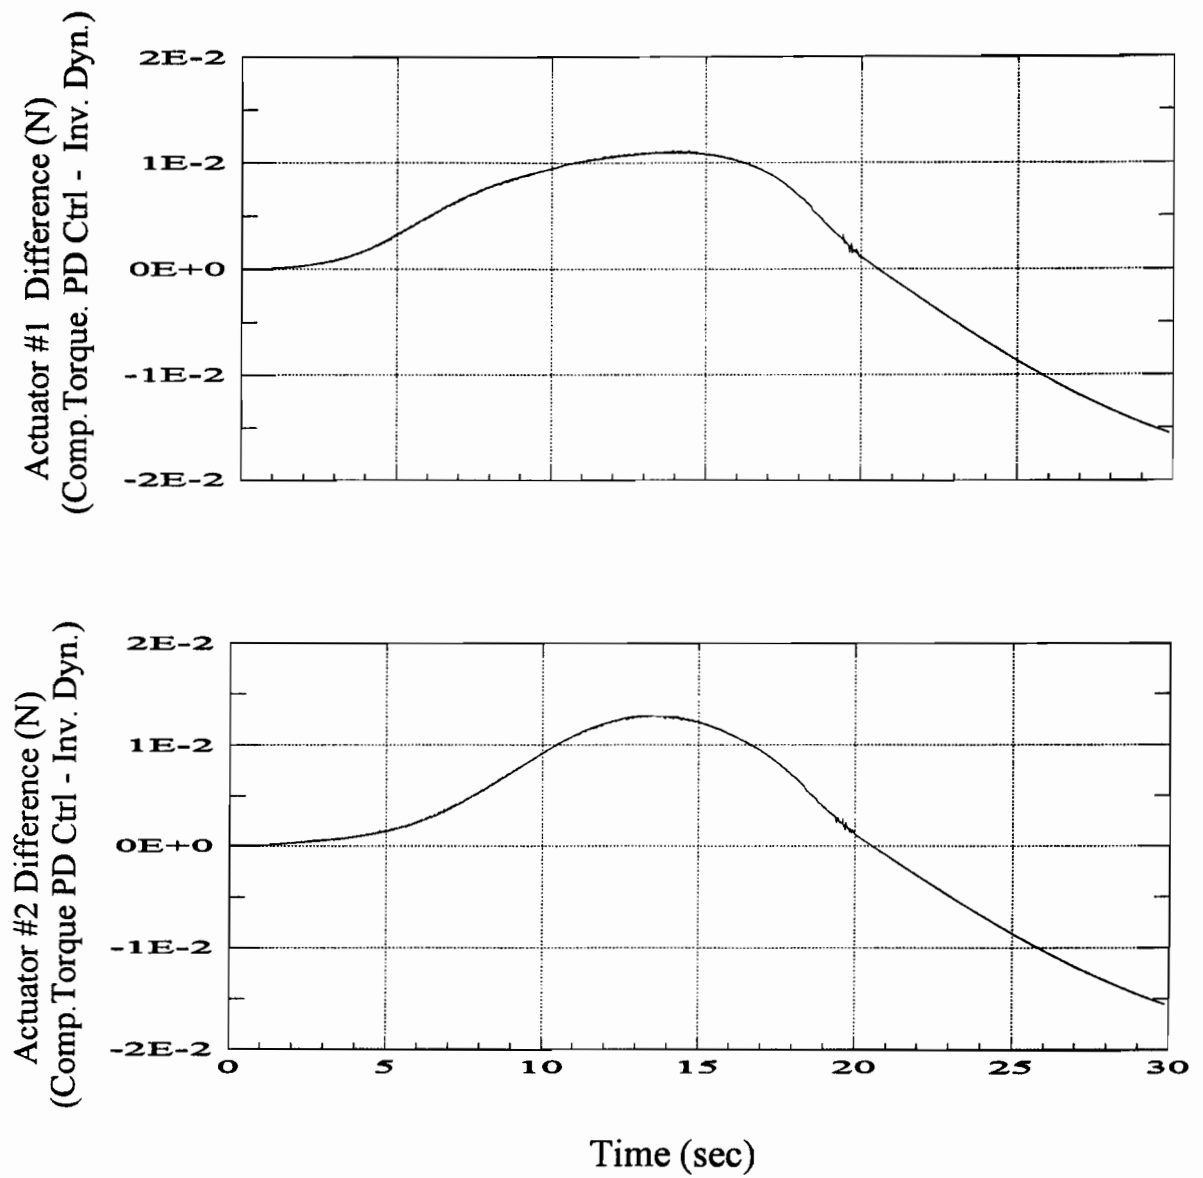 Actuator #1 Difference (N)
(Comp.Torque. PD Ctrl - Inv. Dyn.)
2E-2
1E-2
0E+0
-1E-2
-2E-2
Actuator #2 Difference (N)
(Comp.Torque PD Ctrl - Inv. Dyn.)
2E-2
1E-2
0E+0
-1E-2
-2E-2
0 5 10 15 20 25 30
Time (sec)